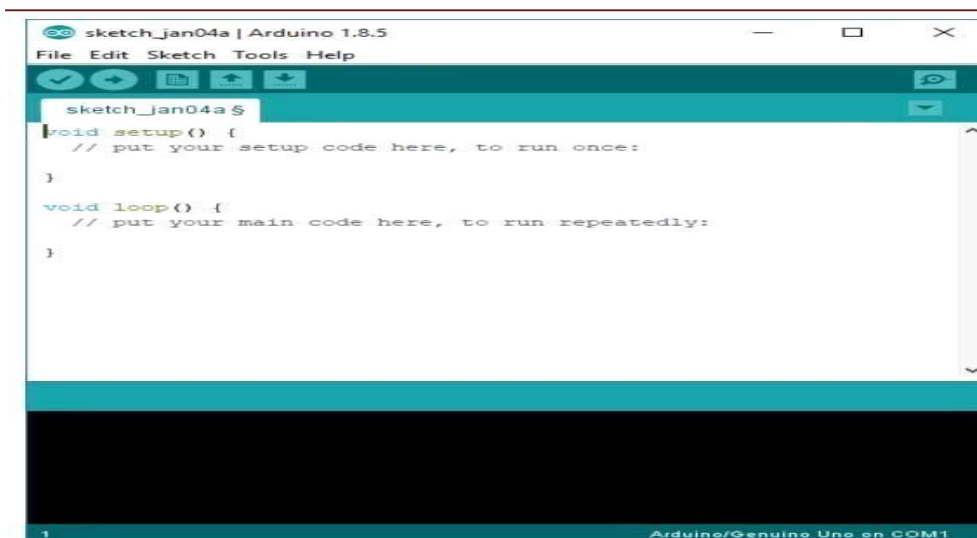 sketch_jan04a | Arduino 1.8.5
File Edit Sketch Tools Help
sketch_jan04a §
void setup() {
  // put your setup code here, to run once:
}
void loop() {
  // put your main code here, to run repeatedly:
}
1 Arduino/Genuino Uno on COM1